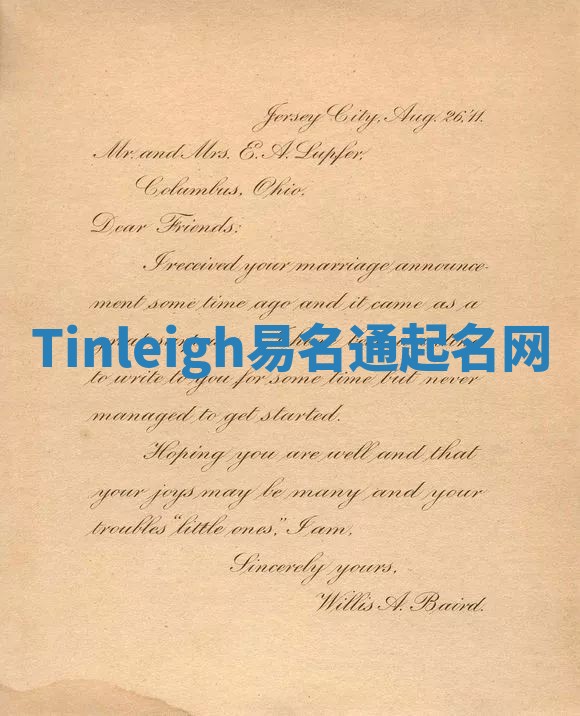 Jersey City, Aug. 26,'11.
Mr. and Mrs. E. A. Lupfer,
Columbus, Ohio.
Dear Friends:
I received your marriage announce-
ment some time ago and it came as a
Tinleigh易名通起名网
to write to you for some time but never
managed to get started.
Hoping you are well and that
your joys may be many and your
troubles "little ones," I am,
Sincerely yours,
Willis A. Baird.